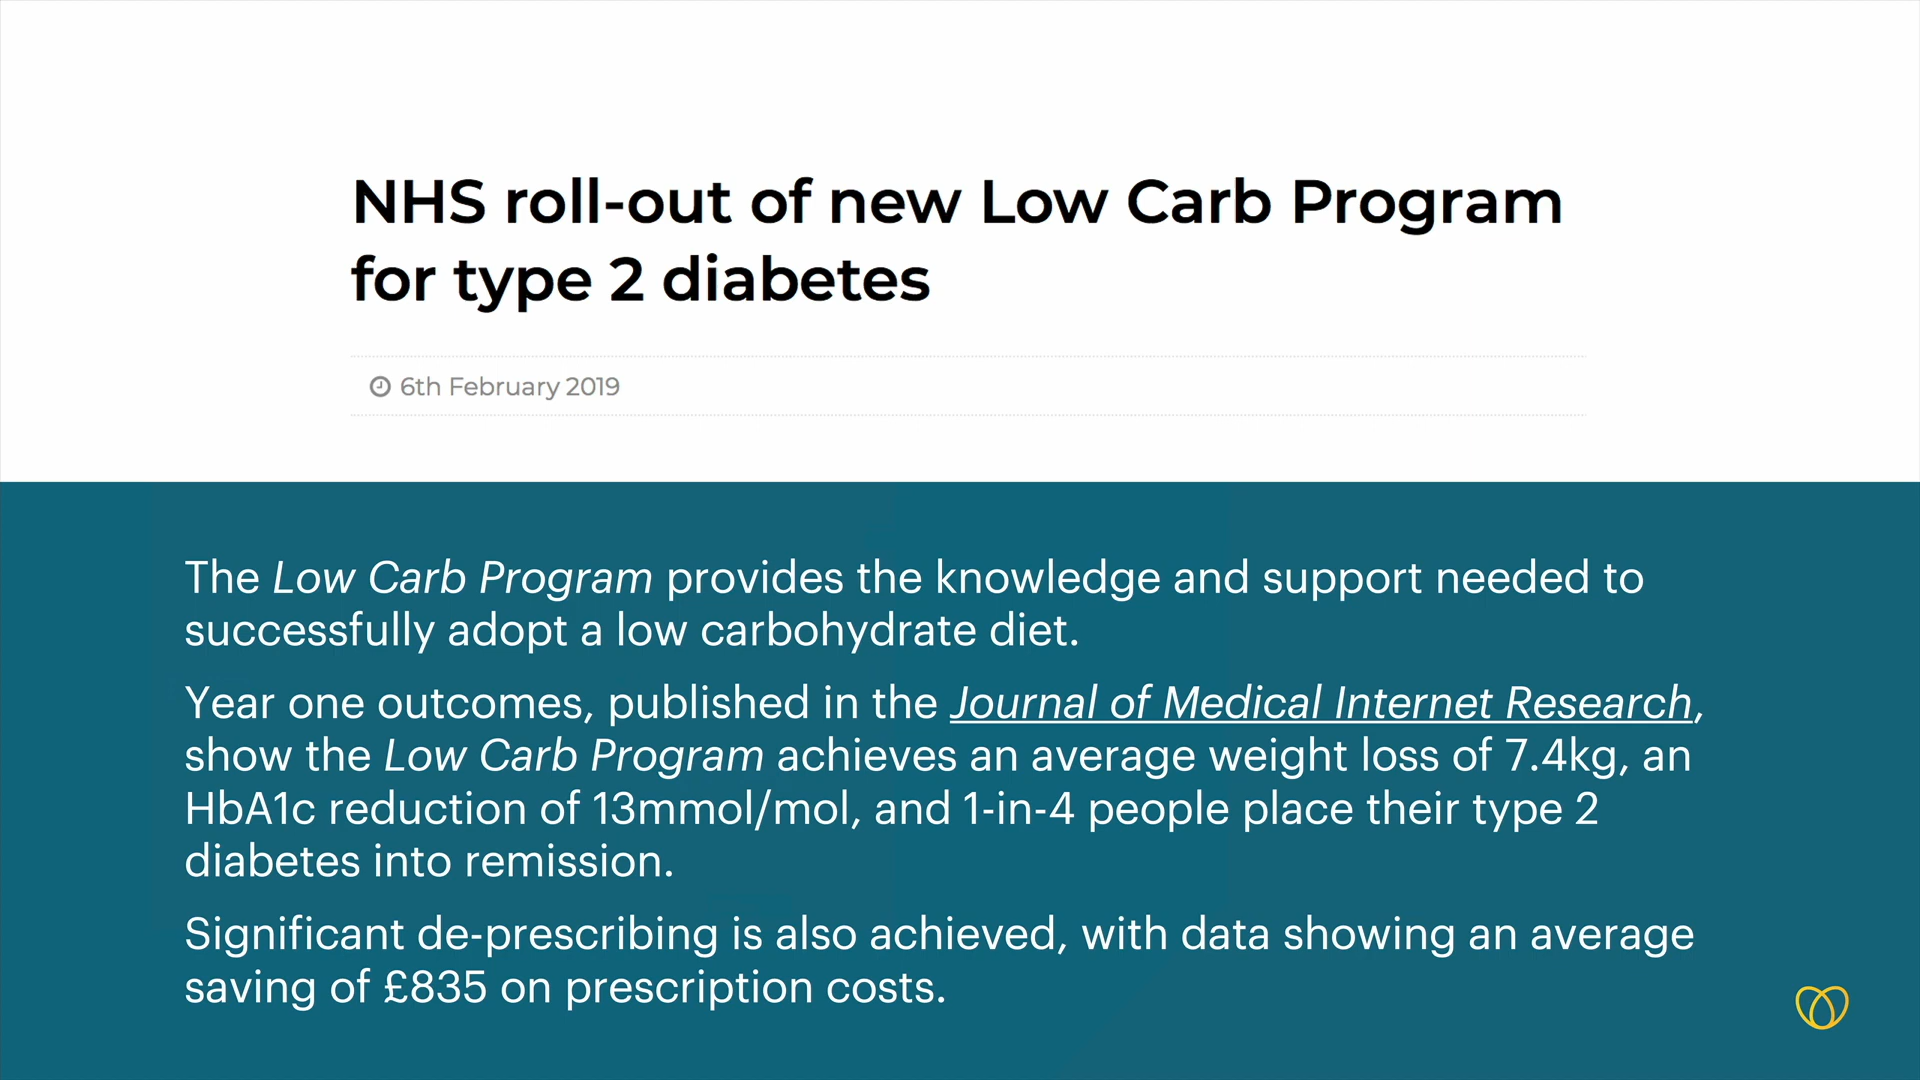 NHS roll-out of new Low Carb Program
for type 2 diabetes
6th February 2019
The Low Carb Program provides the knowledge and support needed to
successfully adopt a low carbohydrate diet.
Year one outcomes, published in the Journal of Medical Internet Research,
show the Low Carb Program achieves an average weight loss of 7.4kg, an
HbA1c reduction of 13mmol/mol, and 1-in-4 people place their type 2
diabetes into remission.
Significant de-prescribing is also achieved, with data showing an average
saving of £835 on prescription costs.